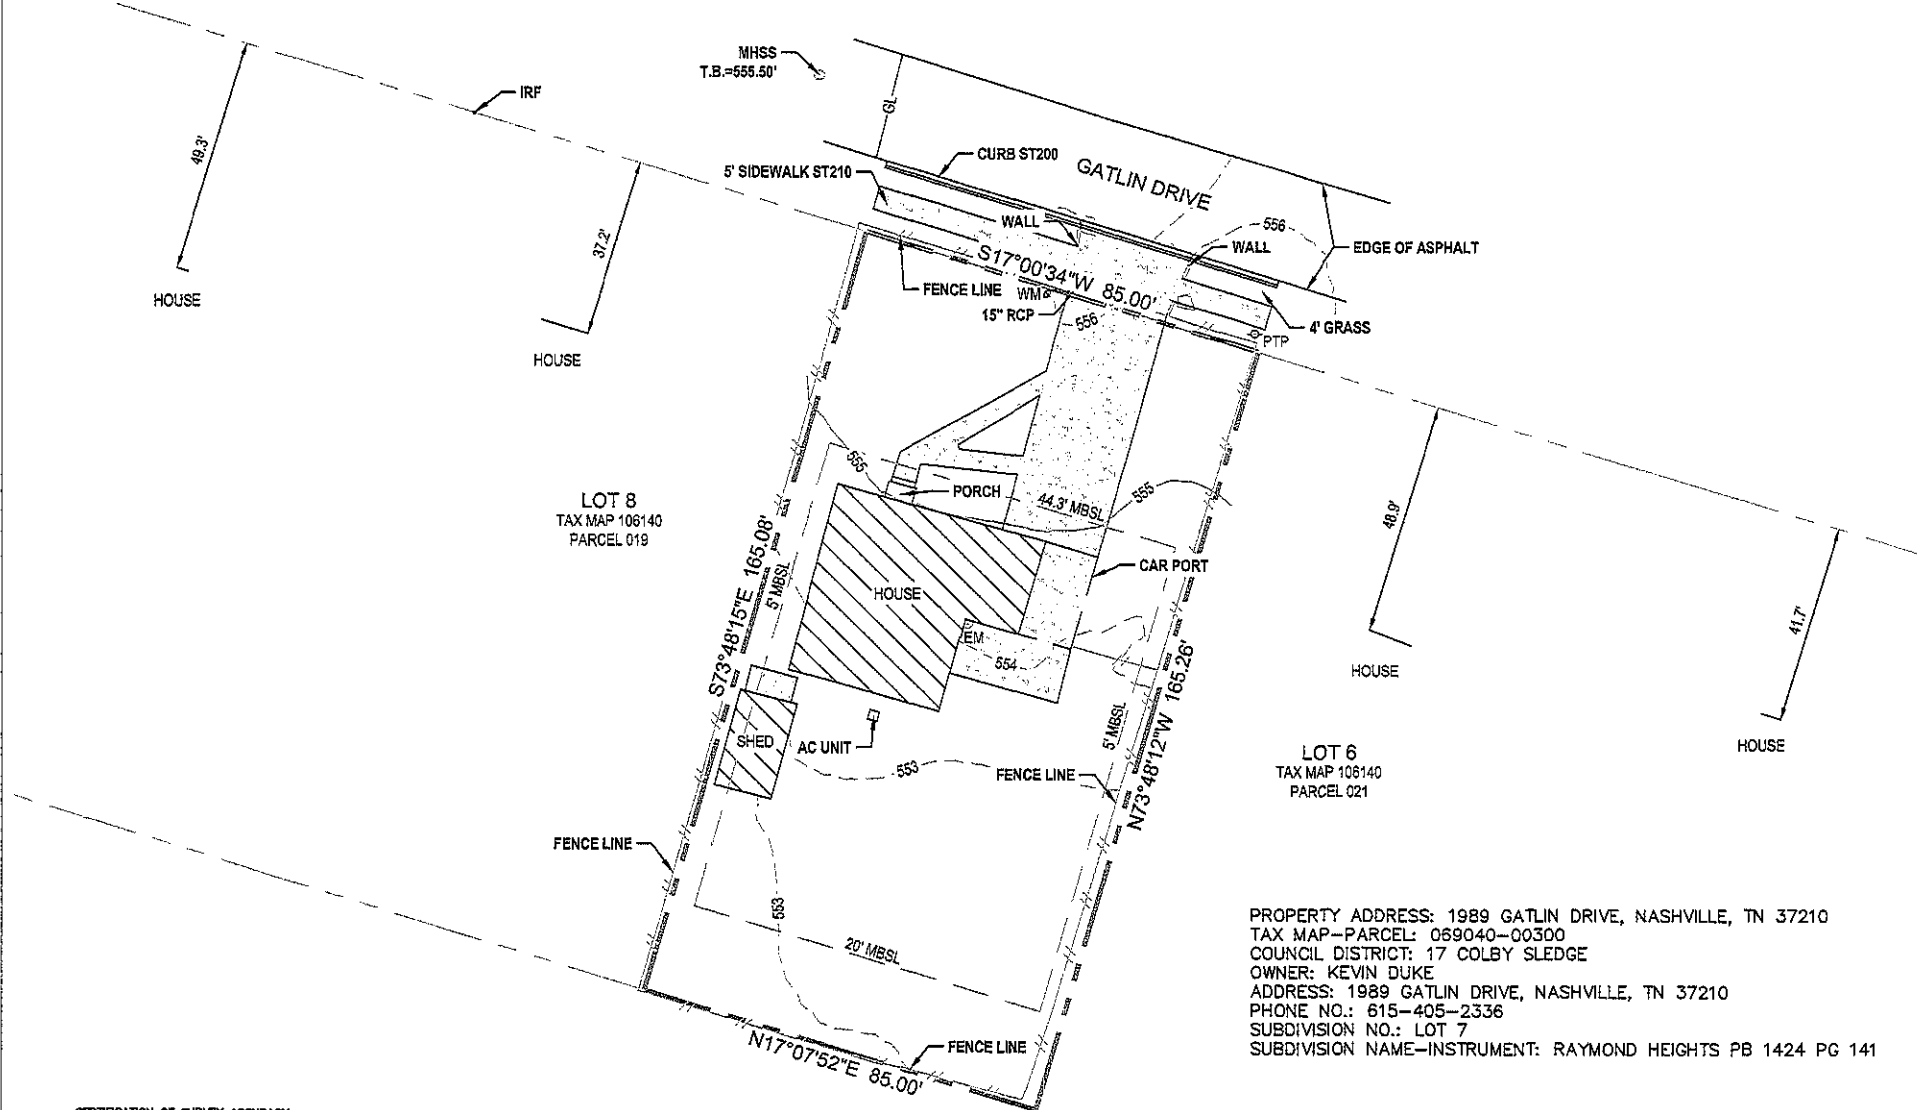 MHSS
T.B.=555.50'
IRF
GL
49.3'
CURB ST200
GATLIN DRIVE
5' SIDEWALK ST210
WALL
556
WALL
EDGE OF ASPHALT
37.2'
S17°00'34"W 85.00'
FENCE LINE
WM
15" RCP
556
4' GRASS
PTP
HOUSE
HOUSE
555
PORCH
44.3' MBSL
555
48.9'
LOT 8
TAX MAP 106140
PARCEL 019
S73°48'15"E 165.08'
5' MBSL
HOUSE
CAR PORT
EM
554
41.7'
HOUSE
N73°48'12"W 165.26'
5' MBSL
SHED
AC UNIT
553
FENCE LINE
LOT 6
TAX MAP 106140
PARCEL 021
HOUSE
FENCE LINE
553
20' MBSL
N17°07'52"E 85.00'
FENCE LINE
PROPERTY ADDRESS: 1989 GATLIN DRIVE, NASHVILLE, TN 37210
TAX MAP-PARCEL: 069040-00300
COUNCIL DISTRICT: 17 COLBY SLEDGE
OWNER: KEVIN DUKE
ADDRESS: 1989 GATLIN DRIVE, NASHVILLE, TN 37210
PHONE NO.: 615-405-2336
SUBDIVISION NO.: LOT 7
SUBDIVISION NAME-INSTRUMENT: RAYMOND HEIGHTS PB 1424 PG 141